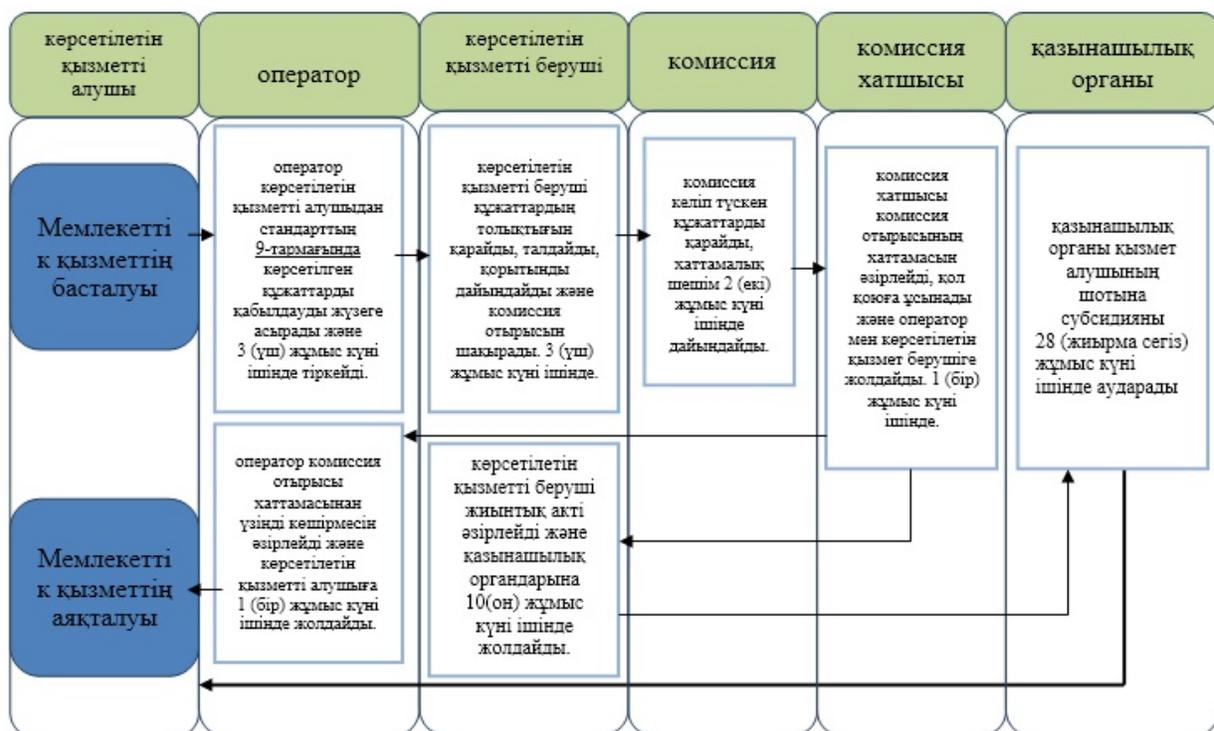 көрсетілетін
қызметті
алушы
оператор
көрсетілетін
қызметті беруші
комиссия
комиссия
хатшысы
қазынашылық
органы
Мемлекетті
к қызметтің
басталуы
оператор
көрсетілетін
қызметті алушыдан
стандарттың
9-тармағында
көрсетілген
құжаттарды
қабылдауды жүзеге
асырады және
3 (үш) жұмыс күні
ішінде тіркейді.
көрсетілетін
қызметті беруші
құжаттардың
толықтығын
қарайды, талдайды,
қорытынды
дайындайды және
комиссия
отырысын
шақырады. 3 (үш)
жұмыс күні ішінде.
комиссия
келіп түскен
құжаттарды
қарайды,
хаттамалық
шешім 2 (екі)
жұмыс күні
ішінде
дайындайды.
комиссия
хатшысы
комиссия
отырысының
хаттамасын
әзірлейді, қол
қоюға ұсынады
және оператор
мен көрсетілетін
қызмет берушіге
жолдайды. 1 (бір)
жұмыс күні
ішінде.
қазынашылық
органы қызмет
алушының
шотына
субсидияны
28 (жиырма сегіз)
жұмыс күні
ішінде аударады
Мемлекетті
к қызметтің
аяқталуы
оператор комиссия
отырысы
хаттамасынан
үзінді көшірмесін
әзірлейді және
көрсетілетін
қызметті алушыға
1 (бір) жұмыс күні
ішінде жолдайды.
көрсетілетін
қызметті беруші
жиынтық акті
әзірлейді және
қазынашылық
органдарына
10(он) жұмыс
күні ішінде
жолдайды.